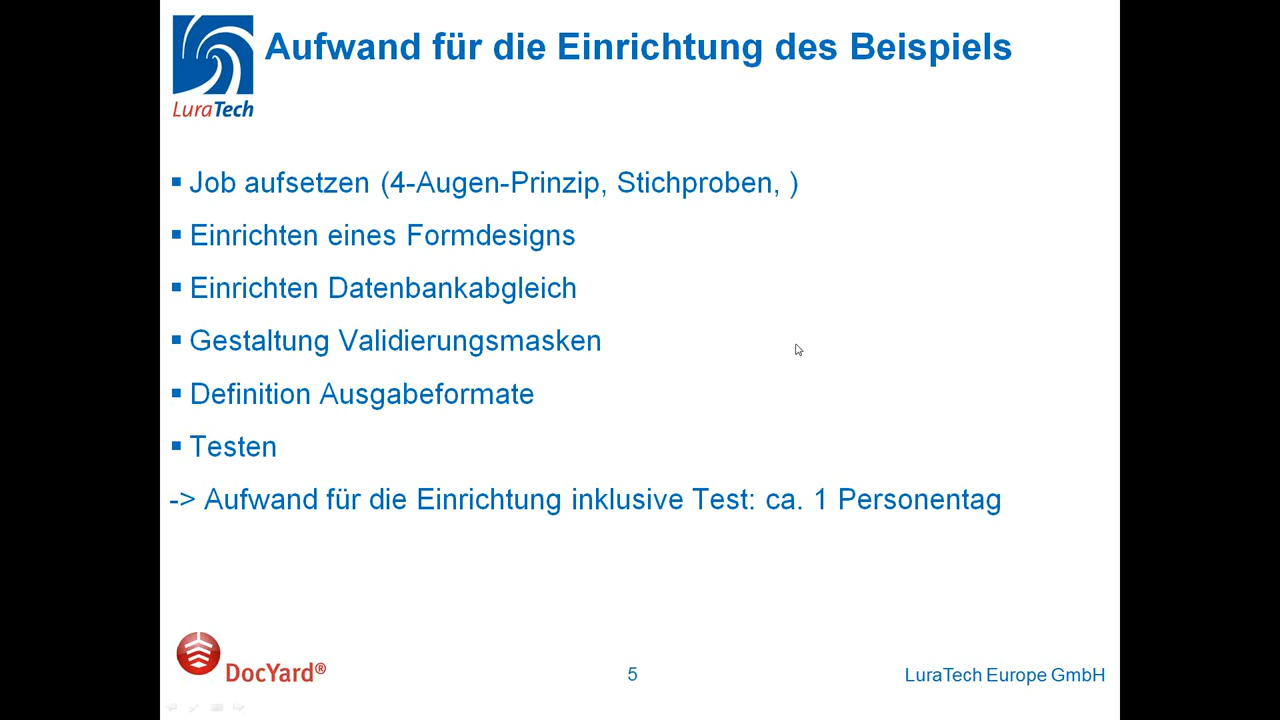 Aufwand für die Einrichtung des Beispiels
LuraTech
▪ Job aufsetzen (4-Augen-Prinzip, Stichproben, )
▪ Einrichten eines Formdesigns
▪ Einrichten Datenbankabgleich
▪ Gestaltung Validierungsmasken
▪ Definition Ausgabeformate
▪ Testen
-> Aufwand für die Einrichtung inklusive Test: ca. 1 Personentag
DocYard®
5
LuraTech Europe GmbH